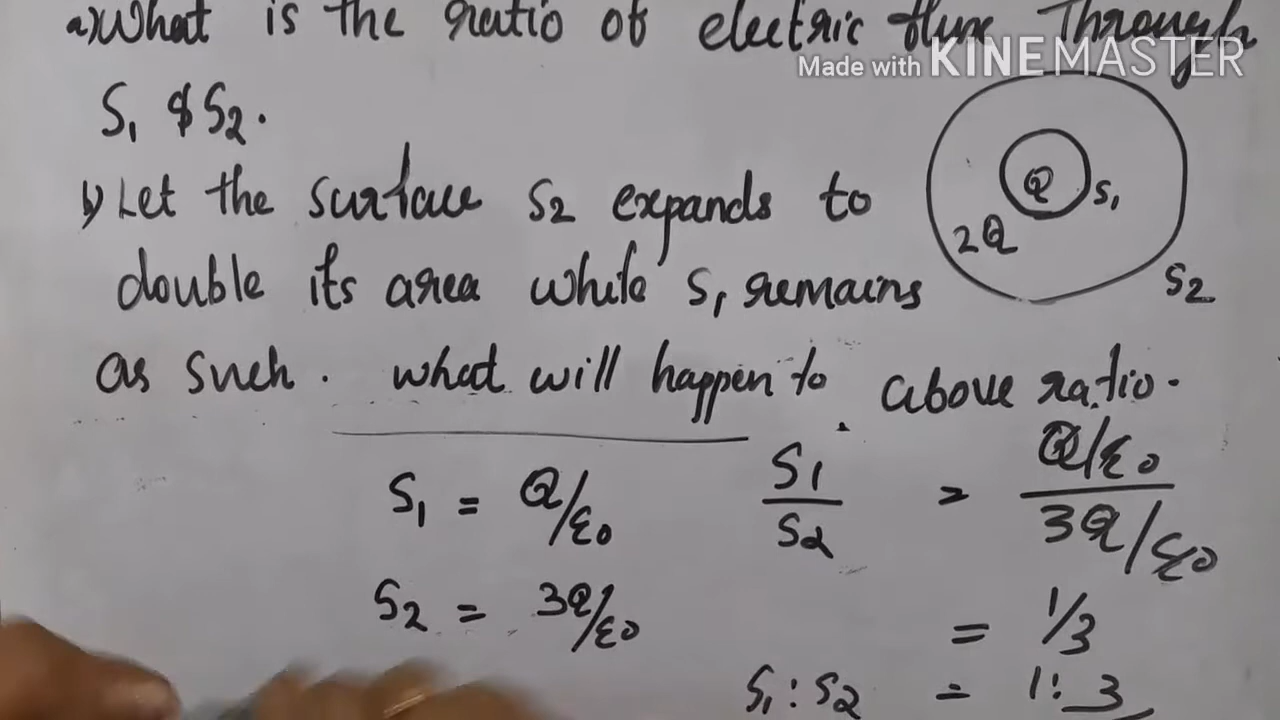 a) What is the ratio of electric flux Through
Made with KINEMASTER
S₁ & S₂.
b) Let the surface S₂ expands to
double its area while S₁ remains
as such. what will happen to above ratio.
Q
S₁
2Q
S₂
S₁ = Q/ε₀
S₂ = 3Q/ε₀
S₁/S₂ = Q/ε₀ / 3Q/ε₀
= 1/3
S₁ : S₂ = 1 : 3